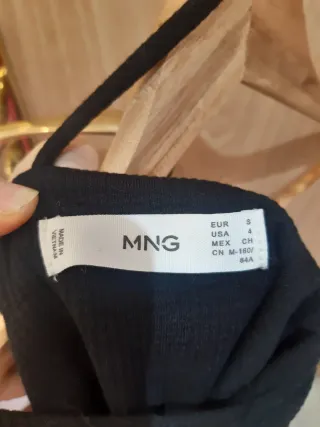 MADE IN
VIETNAM
MNG
EUR S
USA 4
MEX CH
CN M-160/
84A